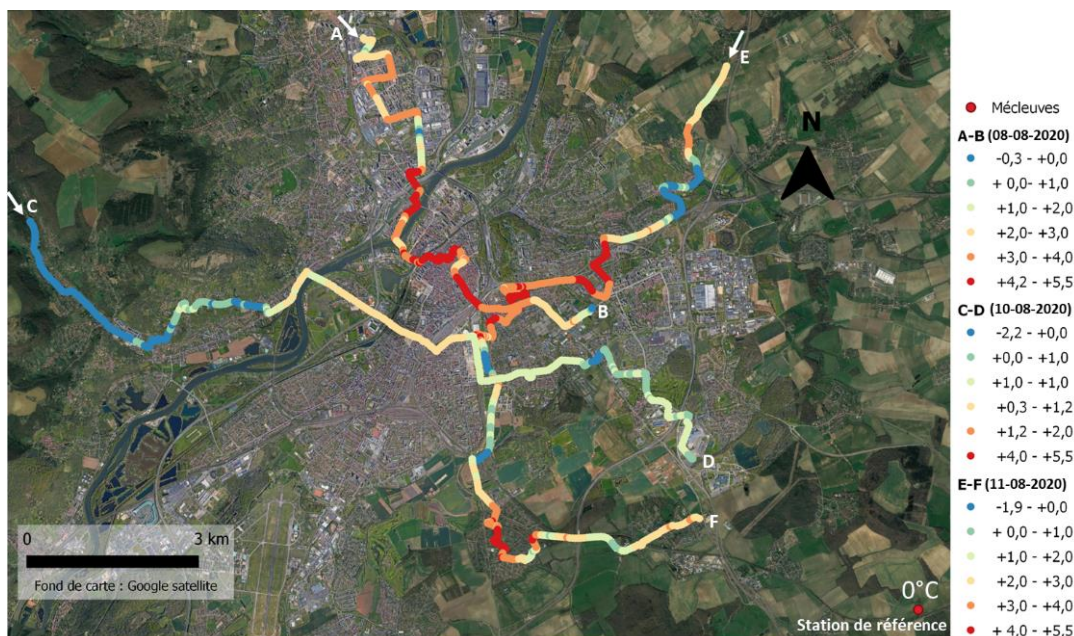 A
E
N
C
B
D
F
0 3 km
Fond de carte : Google satellite
0°C
Station de référence
Mécleuves
A-B (08-08-2020)
-0,3 - +0,0
+ 0,0- +1,0
+1,0 - +2,0
+2,0- +3,0
+3,0 - +4,0
+4,2 - +5,5
C-D (10-08-2020)
-2,2 - +0,0
+0,0 - +1,0
+1,0 - +1,0
+0,3 - +1,2
+1,2 - +2,0
+4,0 - +5,5
E-F (11-08-2020)
-1,9 - +0,0
+ 0,0 - +1,0
+1,0 - +2,0
+2,0 - +3,0
+3,0 - +4,0
+ 4,0 - +5,5